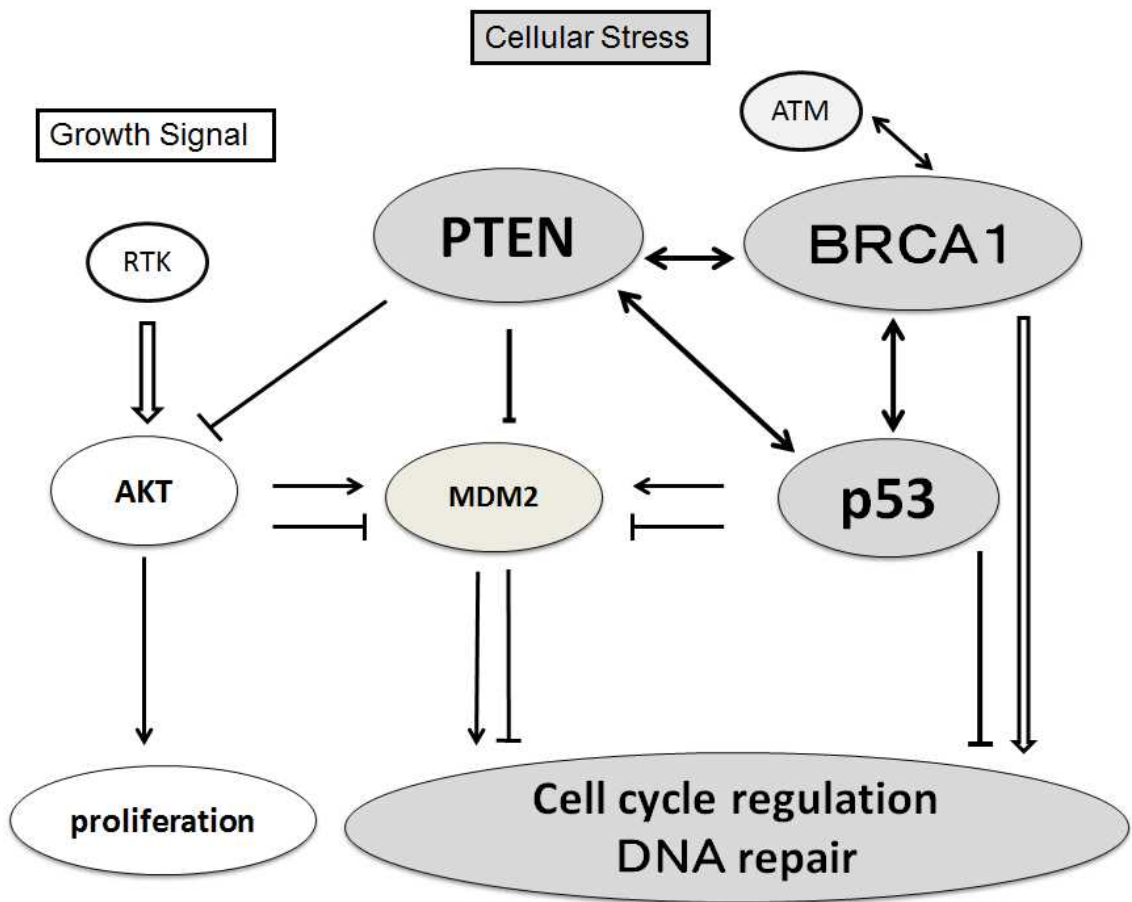 Cellular Stress
ATM
Growth Signal
PTEN
BRCA1
RTK
AKT
MDM2
p53
proliferation
Cell cycle regulation
DNA repair